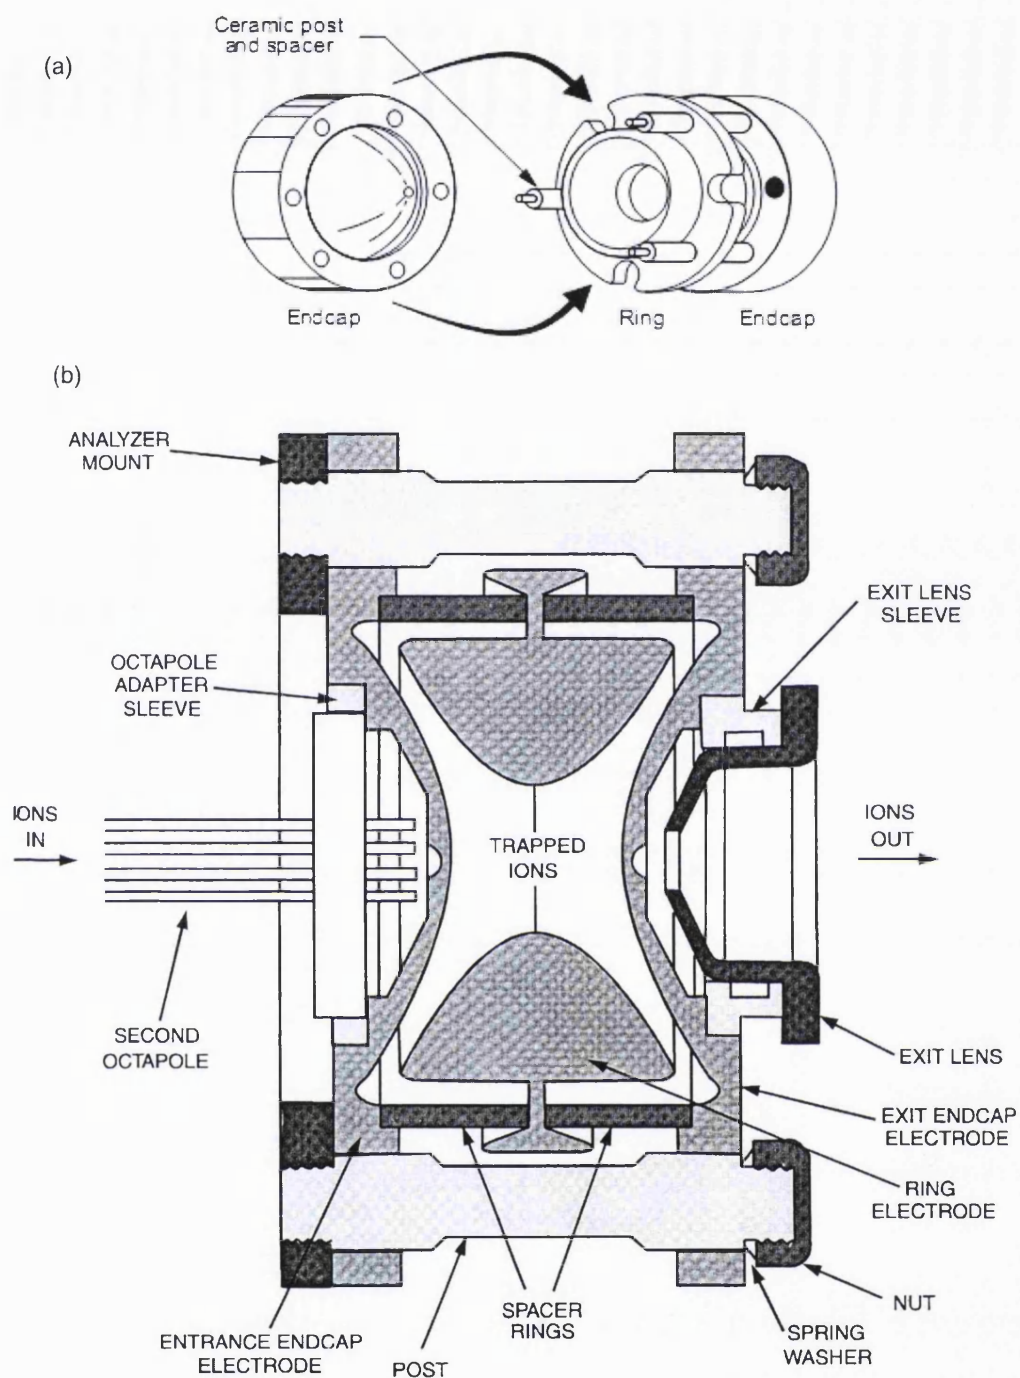 Ceramic post
and spacer
(a)
Endcap
Ring
Endcap
(b)
ANALYZER
MOUNT
EXIT LENS
SLEEVE
OCTAPOLE
ADAPTER
SLEEVE
IONS
IN
TRAPPED
IONS
IONS
OUT
SECOND
OCTAPOLE
EXIT LENS
EXIT ENDCAP
ELECTRODE
RING
ELECTRODE
NUT
SPACER
RINGS
SPRING
WASHER
ENTRANCE ENDCAP
ELECTRODE
POST